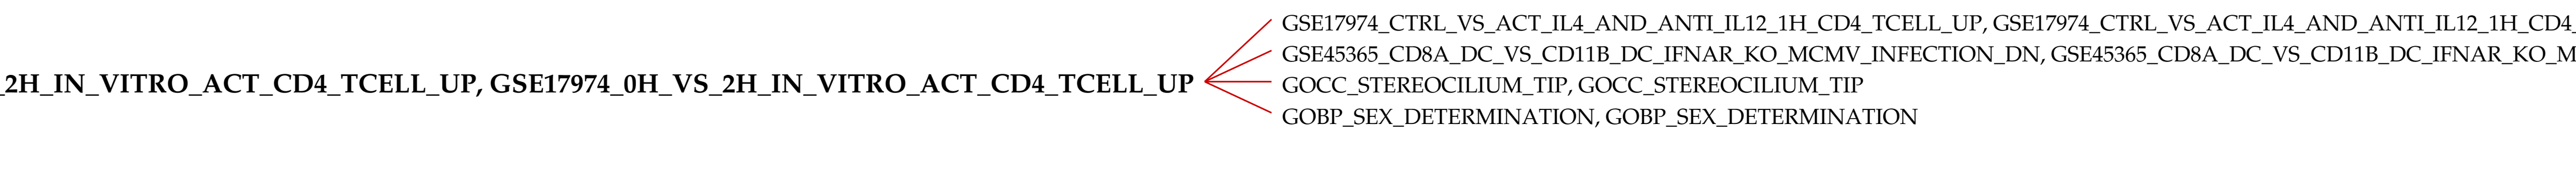 GSE17974_CTRL_VS_ACT_IL4_AND_ANTI_IL12_1H_CD4_TCELL_UP, GSE17974_CTRL_VS_ACT_IL4_AND_ANTI_IL12_1H_CD4_
GSE45365_CD8A_DC_VS_CD11B_DC_IFNAR_KO_MCMV_INFECTION_DN, GSE45365_CD8A_DC_VS_CD11B_DC_IFNAR_KO_M
_2H_IN_VITRO_ACT_CD4_TCELL_UP, GSE17974_0H_VS_2H_IN_VITRO_ACT_CD4_TCELL_UP
GOCC_STEREOCILIUM_TIP, GOCC_STEREOCILIUM_TIP
GOBP_SEX_DETERMINATION, GOBP_SEX_DETERMINATION